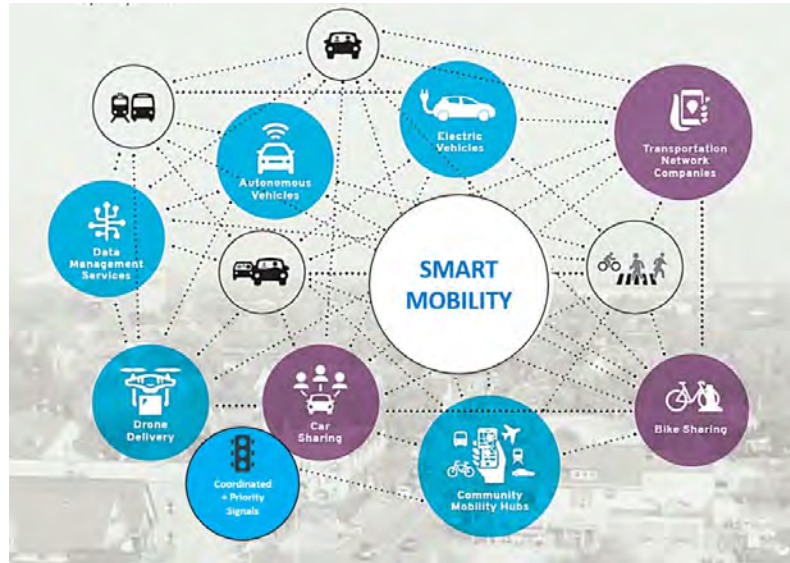 Electric
Vehicles
Transportation
Network
Companies
Autonomous
Vehicles
Data
Management
Services
SMART
MOBILITY
Drone
Delivery
Car
Sharing
Bike Sharing
Coordinated
+ Priority
Signals
Community
Mobility Hubs